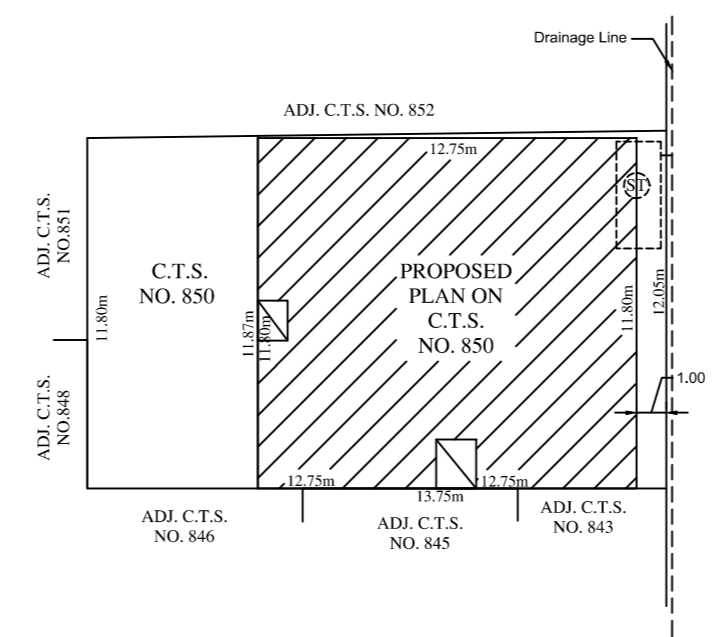 Drainage Line
ADJ. C.T.S. NO. 852
12.75m
ST
ADJ. C.T.S.
NO.851
C.T.S.
NO. 850
PROPOSED
PLAN ON
C.T.S.
NO. 850
11.80m
11.87m
11.80m
11.80m
12.05m
1.00
ADJ. C.T.S.
NO.848
12.75m
12.75m
13.75m
ADJ. C.T.S.
NO. 846
ADJ. C.T.S.
NO. 845
ADJ. C.T.S.
NO. 843